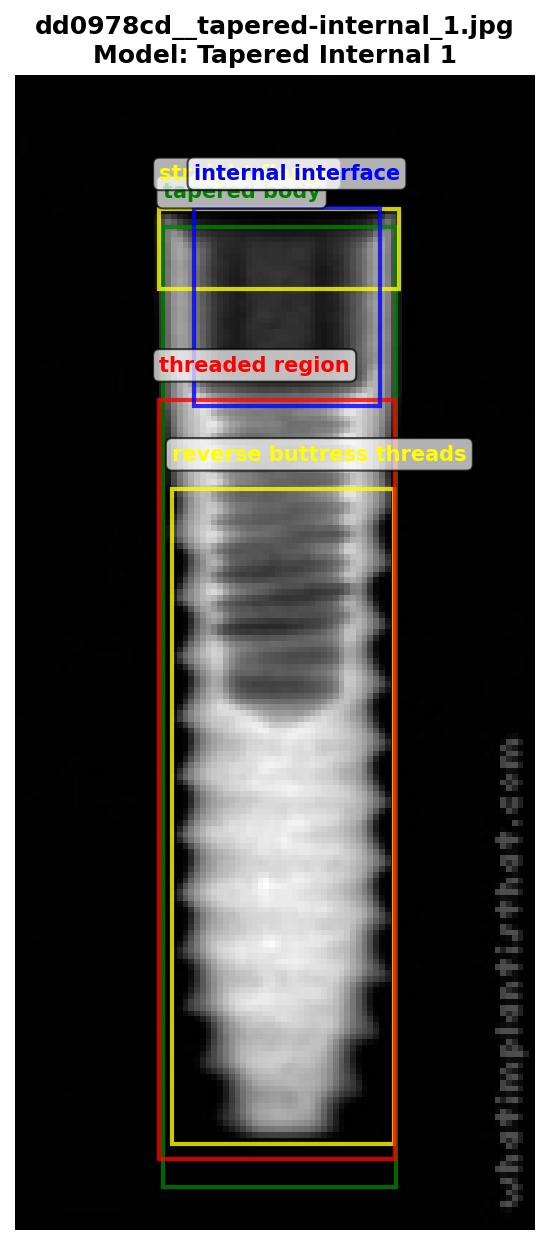 dd0978cd__tapered-internal_1.jpg
Model: Tapered Internal 1
internal interface
tapered body
threaded region
reverse buttress threads
whatimplantisthat.com